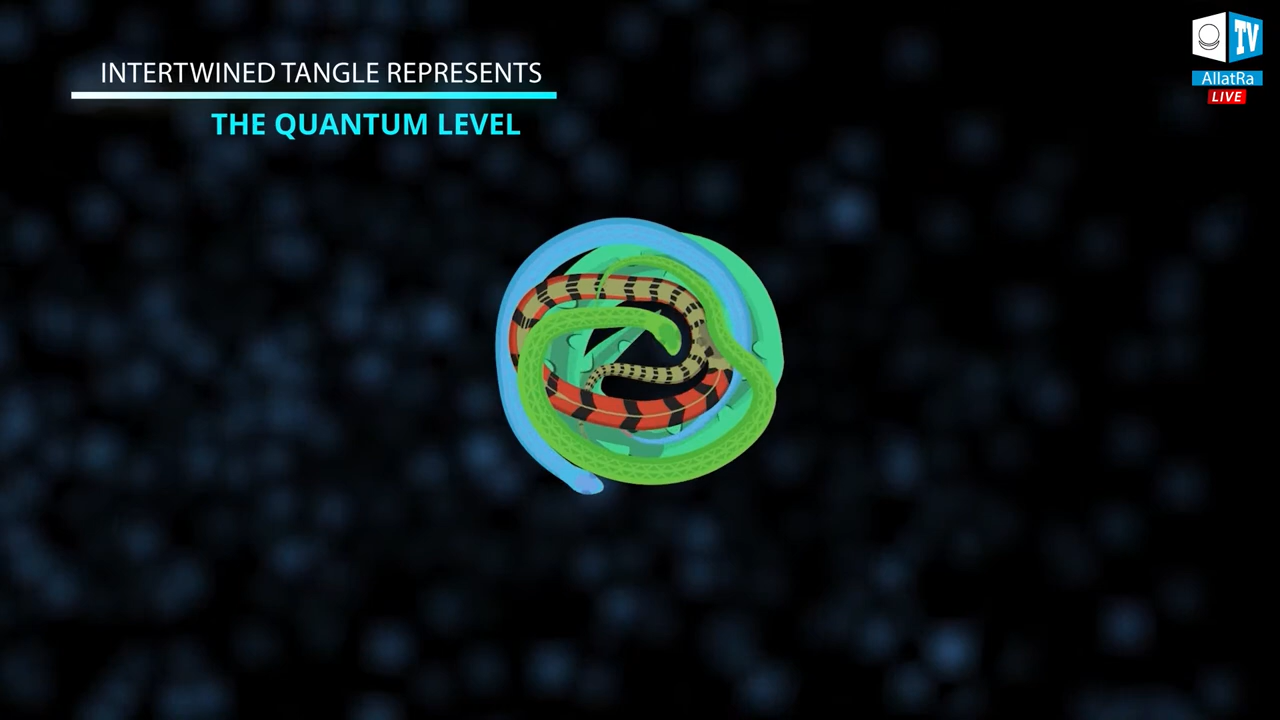 INTERTWINED TANGLE REPRESENTS
THE QUANTUM LEVEL
TV
AllatRa
LIVE